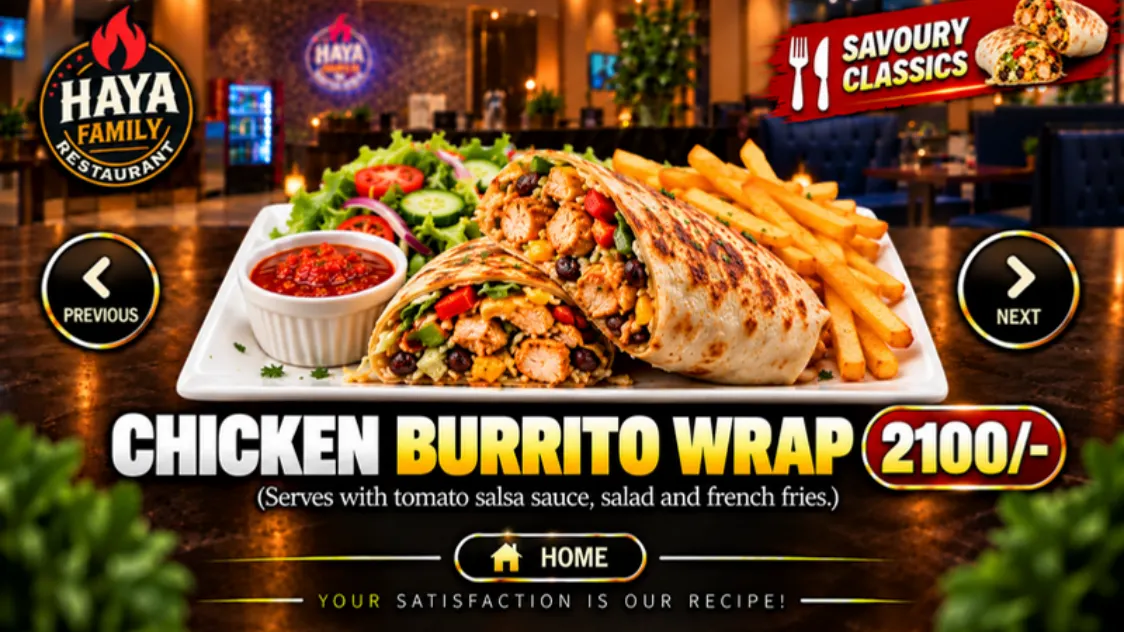 HAYA
FAMILY
RESTAURANT
HAYA
SAVOURY
CLASSICS
PREVIOUS
NEXT
CHICKEN BURRITO WRAP 2100/-
(Serves with tomato salsa sauce, salad and french fries.)
HOME
YOUR SATISFACTION IS OUR RECIPE!